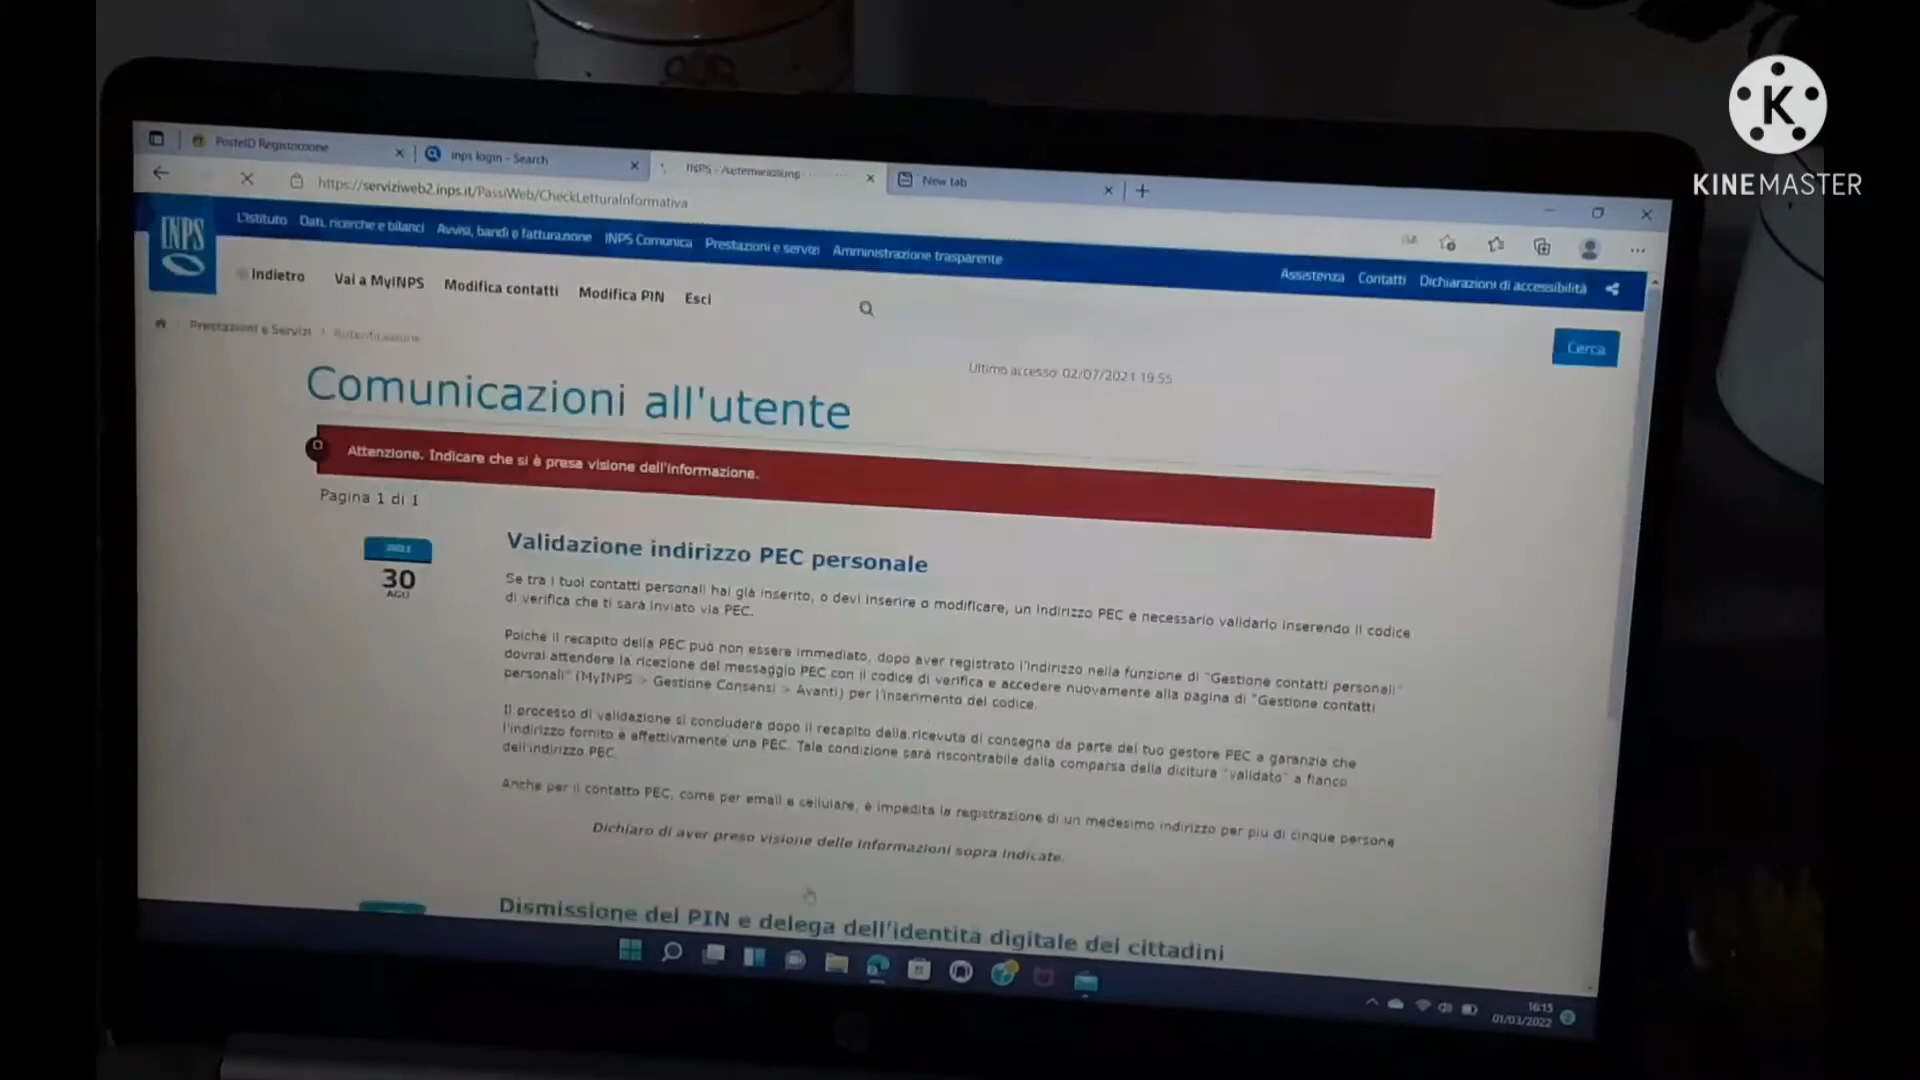 KINEMASTER
PosteID Registrazione
inps login - Search
New tab
https://serviziweb2.inps.it/PassiWeb/CheckLetturaInformativa
INPS
L'Istituto Dati, ricerche e bilanci Avvisi, bandi e fatturazione INPS Comunica Prestazioni e servizi Amministrazione trasparente
Assistenza Contatti Dichiarazioni di accessibilità
Indietro Vai a MyINPS Modifica contatti Modifica PIN Esci
Prestazioni e Servizi Autenticazione
Cerca
Ultimo accesso: 02/07/2021 19.55
Comunicazioni all'utente
Attenzione. Indicare che si è presa visione dell'informazione.
Pagina 1 di 1
30
AGO
Validazione indirizzo PEC personale
Se tra i tuoi contatti personali hai già inserito, o devi inserire o modificare, un indirizzo PEC è necessario validarlo inserendo il codice
di verifica che ti sarà inviato via PEC.
Poiché il recapito della PEC può non essere immediato, dopo aver registrato l'indirizzo nella funzione di "Gestione contatti personali"
dovrai attendere la ricezione del messaggio PEC con il codice di verifica e accedere nuovamente alla pagina di "Gestione contatti
personali" (MyINPS > Gestione Consensi > Avanti) per l'inserimento del codice.
Il processo di validazione si concluderà dopo il recapito della ricevuta di consegna da parte del tuo gestore PEC a garanzia che
l'indirizzo fornito è effettivamente una PEC. Tale condizione sarà riscontrabile dalla comparsa della dicitura "validato" a fianco
dell'indirizzo PEC.
Anche per il contatto PEC, come per email e cellulare, è impedita la registrazione di un medesimo indirizzo per più di cinque persone
Dichiaro di aver preso visione delle informazioni sopra indicate.
Dismissione del PIN e delega dell'identità digitale dei cittadini
16:15
01/03/2022